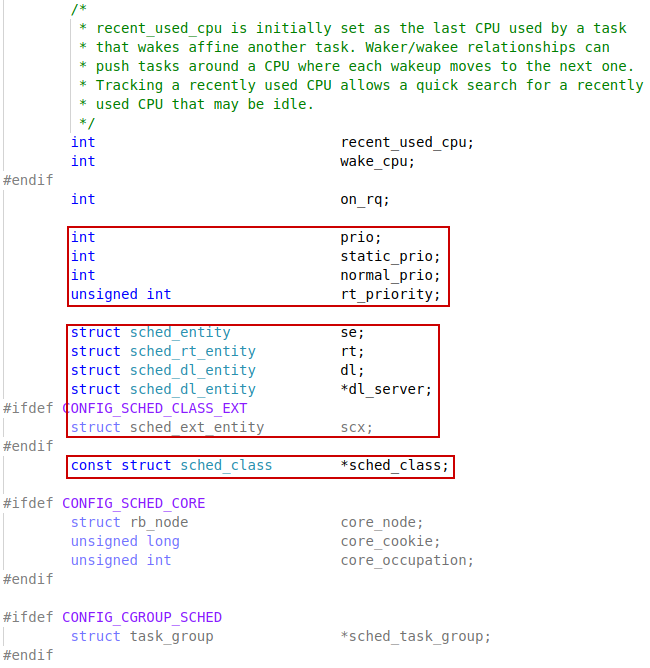 /*
* recent_used_cpu is initially set as the last CPU used by a task
* that wakes affine another task. Waker/wakee relationships can
* push tasks around a CPU where each wakeup moves to the next one.
* Tracking a recently used CPU allows a quick search for a recently
* used CPU that may be idle.
*/
int recent_used_cpu;
int wake_cpu;
#endif
int on_rq;
int prio;
int static_prio;
int normal_prio;
unsigned int rt_priority;
struct sched_entity se;
struct sched_rt_entity rt;
struct sched_dl_entity dl;
struct sched_dl_entity *dl_server;
#ifdef CONFIG_SCHED_CLASS_EXT
struct sched_ext_entity scx;
#endif
const struct sched_class *sched_class;
#ifdef CONFIG_SCHED_CORE
struct rb_node core_node;
unsigned long core_cookie;
unsigned int core_occupation;
#endif
#ifdef CONFIG_CGROUP_SCHED
struct task_group *sched_task_group;
#endif